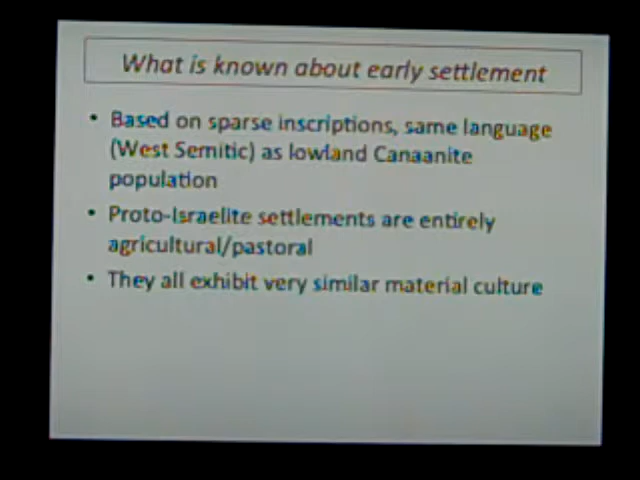 What is known about early settlement
• Based on sparse inscriptions, same language
(West Semitic) as lowland Canaanite
population
• Proto-Israelite settlements are entirely
agricultural/pastoral
• They all exhibit very similar material culture